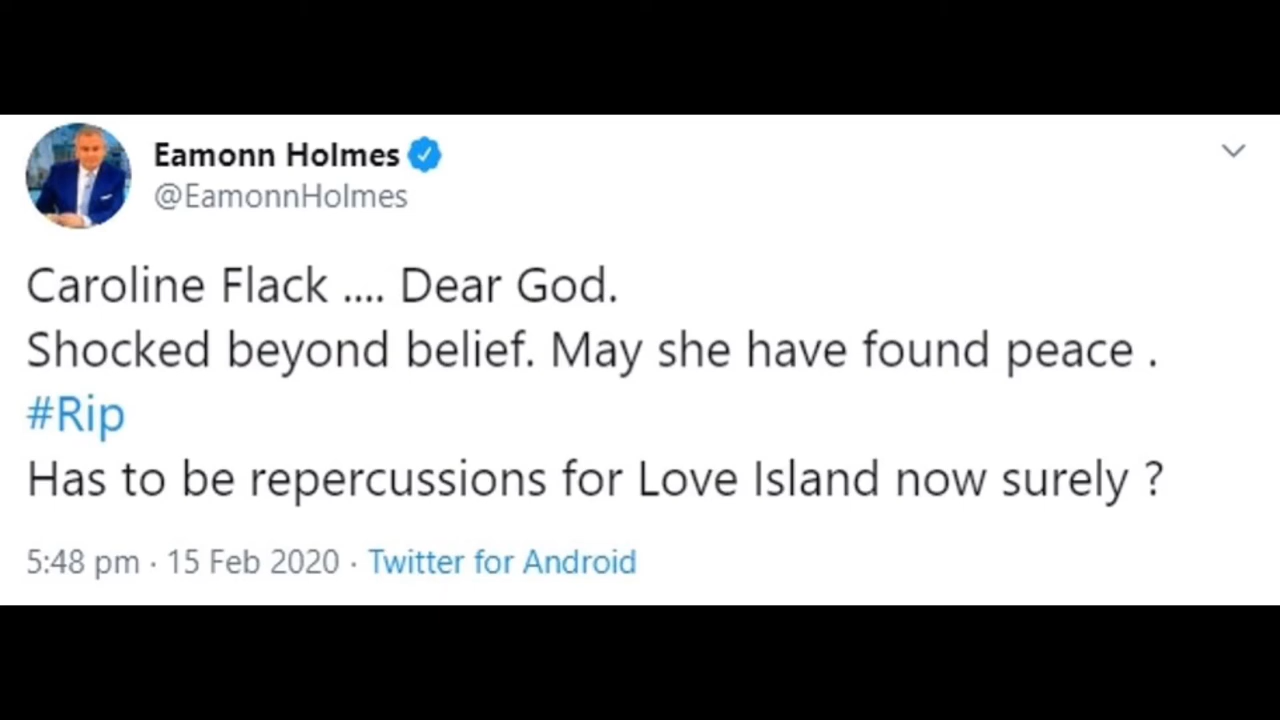 Eamonn Holmes
@EamonnHolmes
Caroline Flack .... Dear God.
Shocked beyond belief. May she have found peace .
#Rip
Has to be repercussions for Love Island now surely ?
5:48 pm · 15 Feb 2020 · Twitter for Android